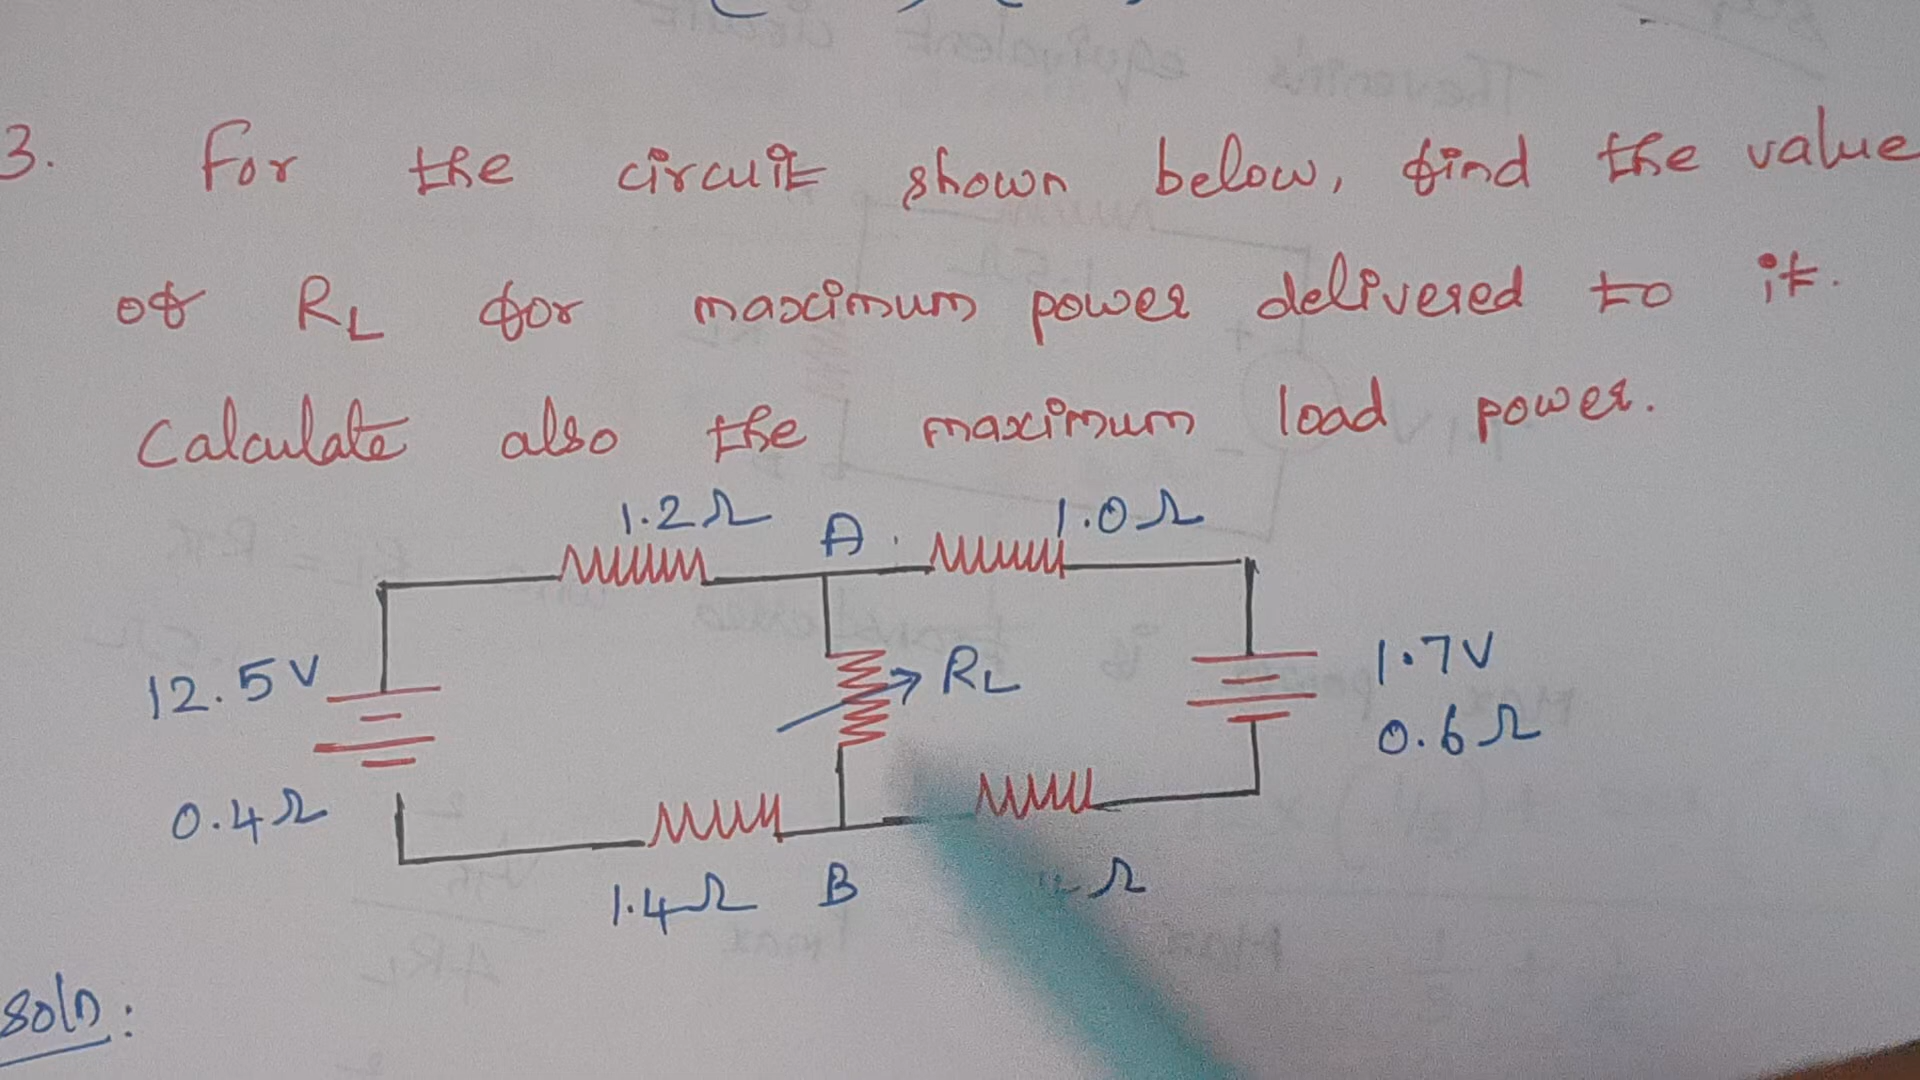 3. For the circuit shown below, find the value
of RL for maximum power delivered to it.
Calculate also the maximum load power.
1.2Ω A 1.0Ω
12.5V RL 1.7V
0.4Ω 0.6Ω
1.4Ω B Ω
Soln: